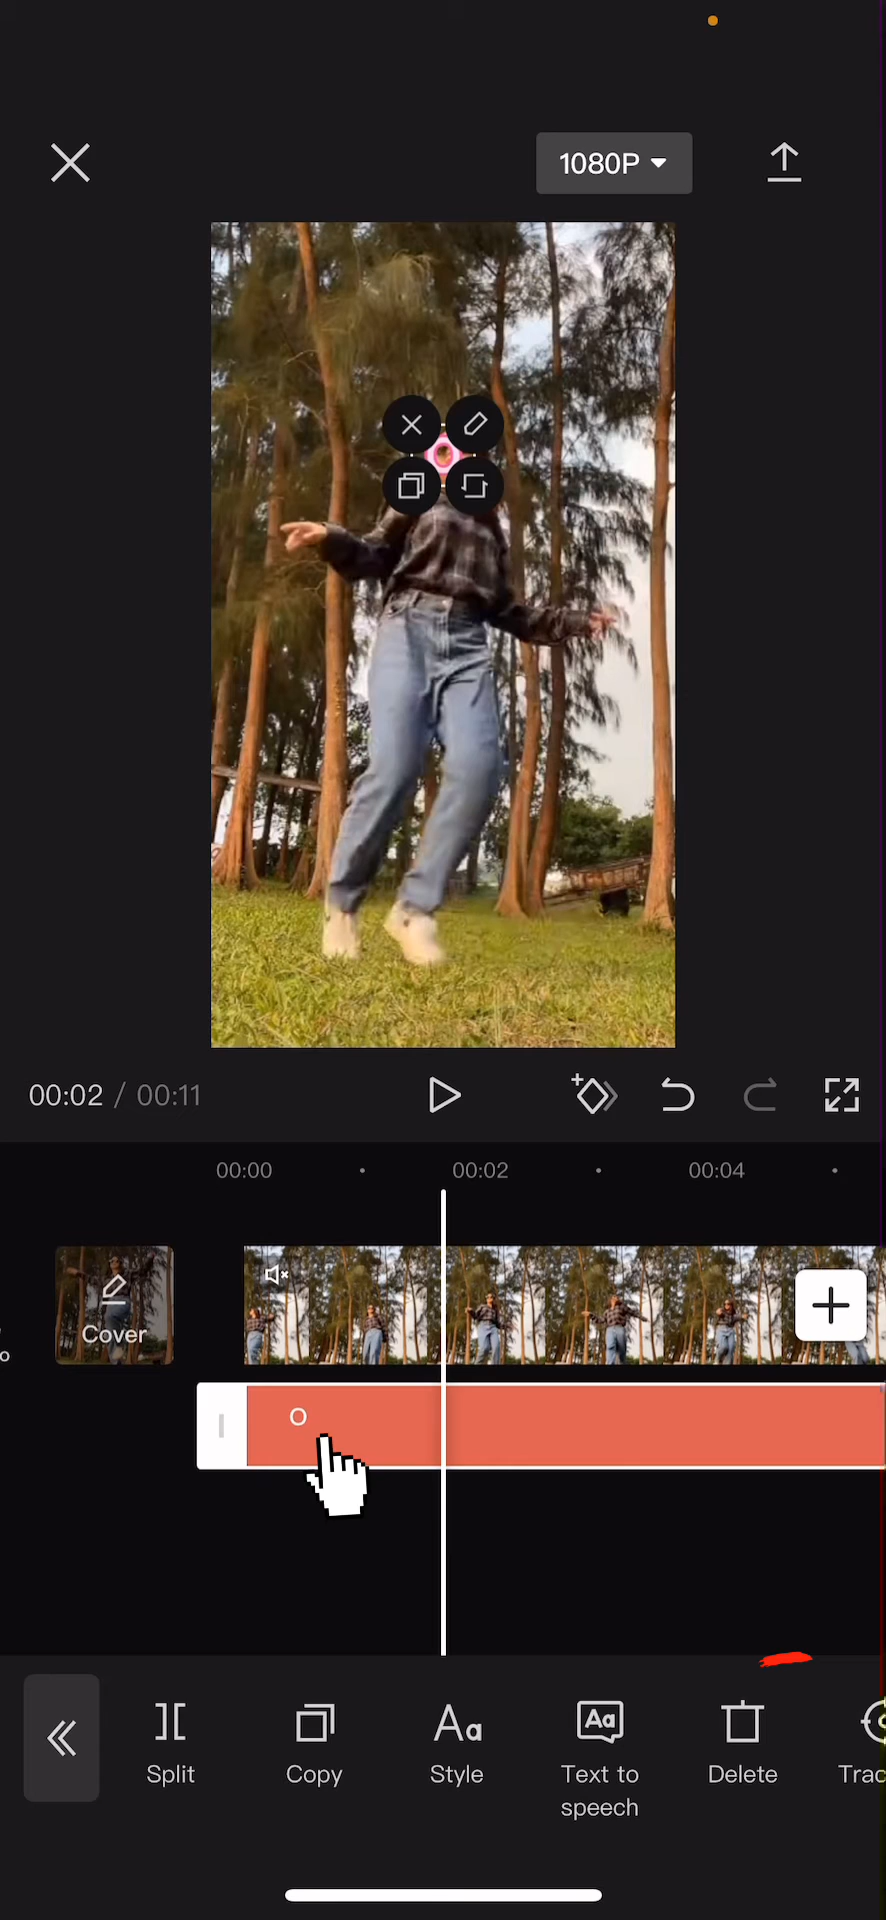 1080P
00:02 / 00:11
00:00
00:02
00:04
Cover
o
O
Split
Copy
Style
Aa
Text to
speech
Delete
Trac